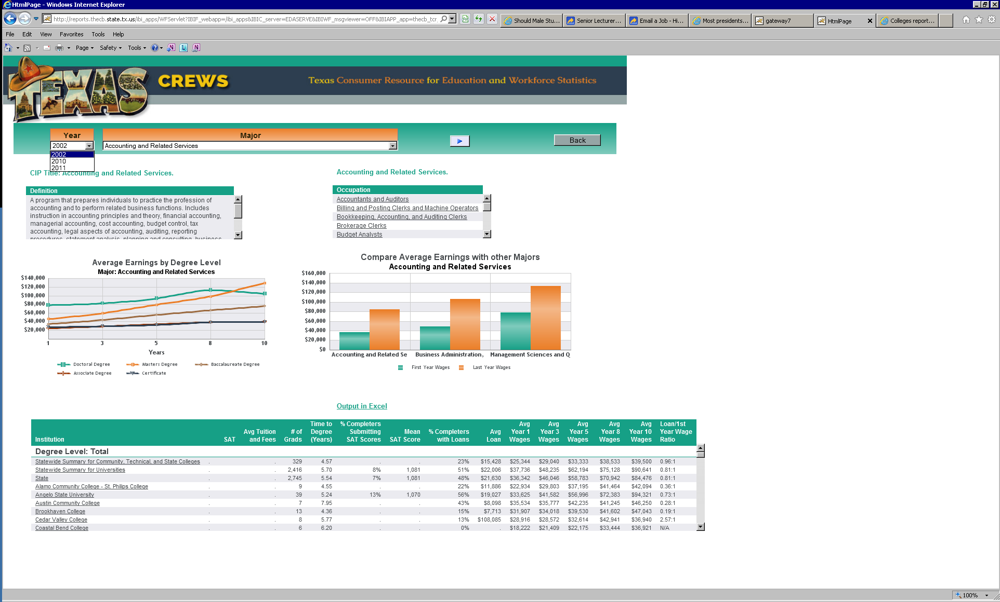 HtmlPage - Windows Internet Explorer
http://reports.thecb.state.tx.us/ibi_apps/WFServlet?IBIF_webapp=/ibi_apps&IBIC_server=EDASERVE&IBIWF_msgviewer=OFF&IBIAPP_app=thecb_tcr
Should Male Stu...
Senior Lecturer...
Email a Job - Hi...
Most presidents...
gateway7
HtmlPage
Colleges report...
File Edit View Favorites Tools Help
Page Safety Tools
TEXAS
CREWS
Texas Consumer Resource for Education and Workforce Statistics
Year
Major
2002
Accounting and Related Services
Back
2002
2010
2011
CIP Title: Accounting and Related Services.
Accounting and Related Services.
Definition
A program that prepares individuals to practice the profession of
accounting and to perform related business functions. Includes
instruction in accounting principles and theory, financial accounting,
managerial accounting, cost accounting, budget control, tax
accounting, legal aspects of accounting, auditing, reporting
procedures, statement analysis, planning and consulting, business
Occupation
Accountants and Auditors
Billing and Posting Clerks and Machine Operators
Bookkeeping, Accounting, and Auditing Clerks
Brokerage Clerks
Budget Analysts
Average Earnings by Degree Level
Major: Accounting and Related Services
$140,000
$120,000
$100,000
$80,000
$60,000
$40,000
$20,000
1 3 5 8 10
Years
Doctoral Degree Masters Degree Baccalaureate Degree
Associate Degree Certificate
Compare Average Earnings with other Majors
Accounting and Related Services
$160,000
$140,000
$120,000
$100,000
$80,000
$60,000
$40,000
$20,000
$0
Accounting and Related Se Business Administration, Management Sciences and Q
First Year Wages Last Year Wages
Output in Excel
Institution SAT Avg Tuition and Fees # of Grads Time to Degree (Years) % Completers Submitting SAT Scores Mean SAT Score % Completers with Loans Avg Loan Avg Year 1 Wages Avg Year 3 Wages Avg Year 5 Wages Avg Year 8 Wages Avg Year 10 Wages Loan/1st Year Wage Ratio
Degree Level: Total
Statewide Summary for Community, Technical, and State Colleges . . 329 4.57 . . 23% $15,428 $25,344 $29,040 $33,333 $38,533 $39,500 0.96:1
Statewide Summary for Universities . . 2,416 5.70 8% 1,081 51% $22,006 $37,736 $48,235 $62,194 $75,128 $90,641 0.81:1
State . . 2,745 5.54 7% 1,081 48% $21,630 $36,342 $46,046 $58,783 $70,942 $84,476 0.81:1
Alamo Community College - St. Philips College . . 9 4.55 . . 22% $11,886 $22,934 $29,803 $37,195 $41,464 $42,094 0.36:1
Angelo State University . . 39 5.24 13% 1,070 56% $19,027 $33,625 $41,582 $56,996 $72,383 $94,321 0.73:1
Austin Community College . . 7 7.95 . . 43% $8,098 $35,534 $35,777 $42,235 $41,245 $46,250 0.28:1
Brookhaven College . . 13 4.36 . . 15% $7,713 $31,907 $34,018 $39,530 $41,602 $47,043 0.19:1
Cedar Valley College . . 8 5.77 . . 13% $108,085 $28,916 $28,572 $32,614 $42,941 $36,940 2.57:1
Coastal Bend College . . 6 6.20 . . 0% . $18,222 $21,409 $22,175 $33,444 $36,921 N/A
100%